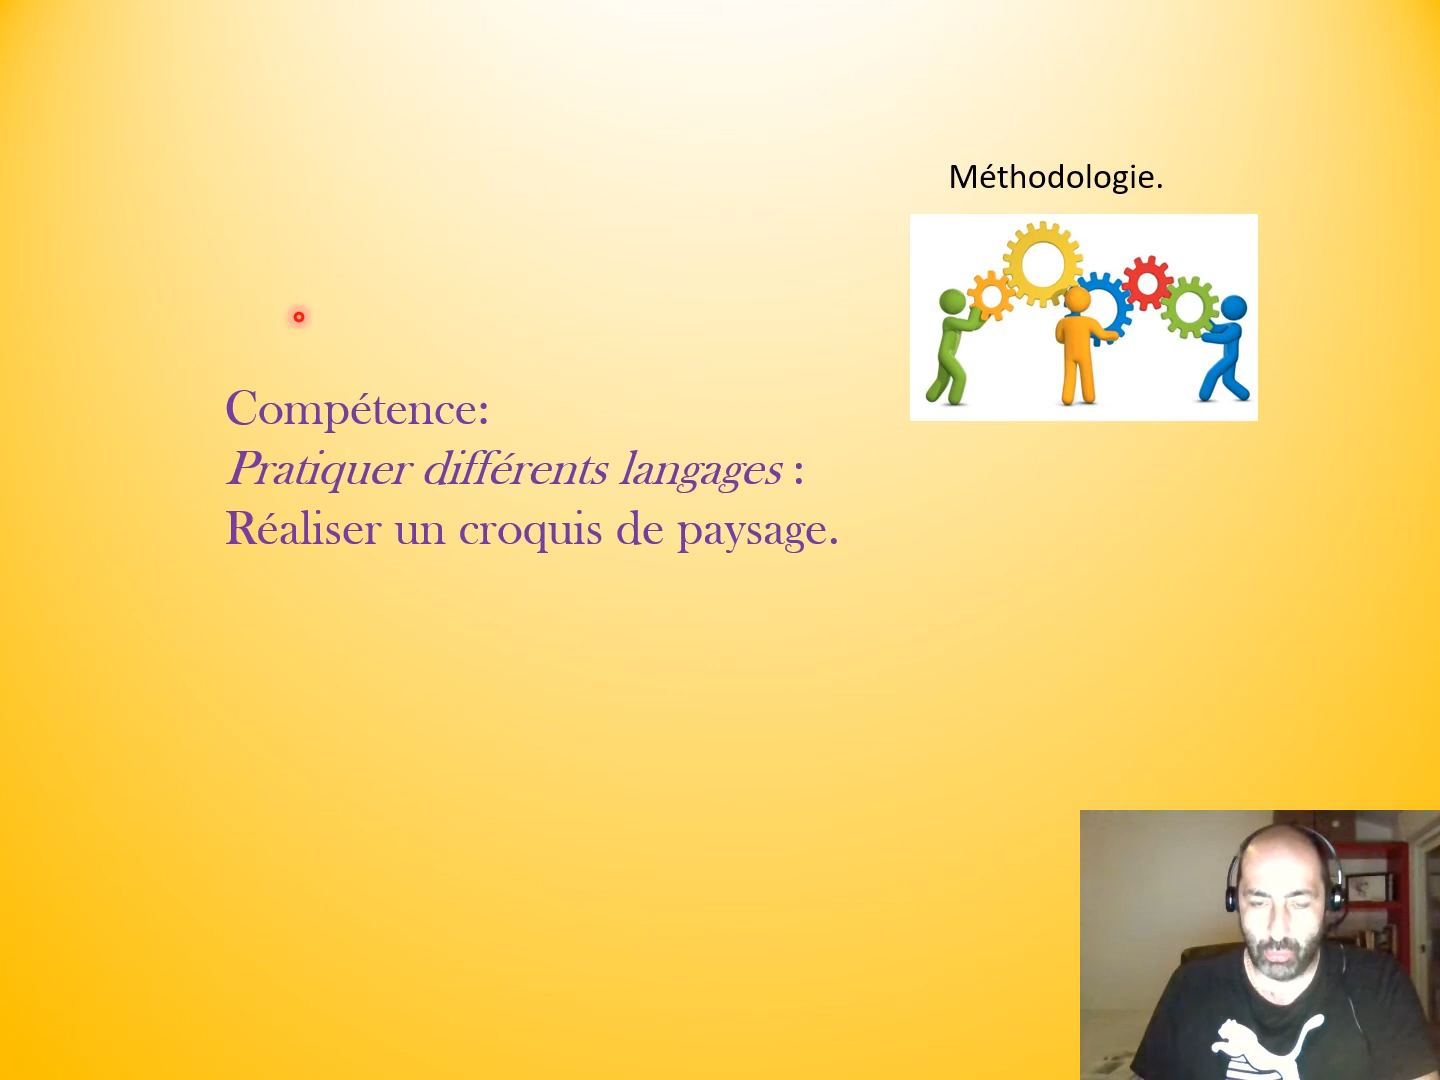 Méthodologie.
Compétence:
Pratiquer différents langages :
Réaliser un croquis de paysage.